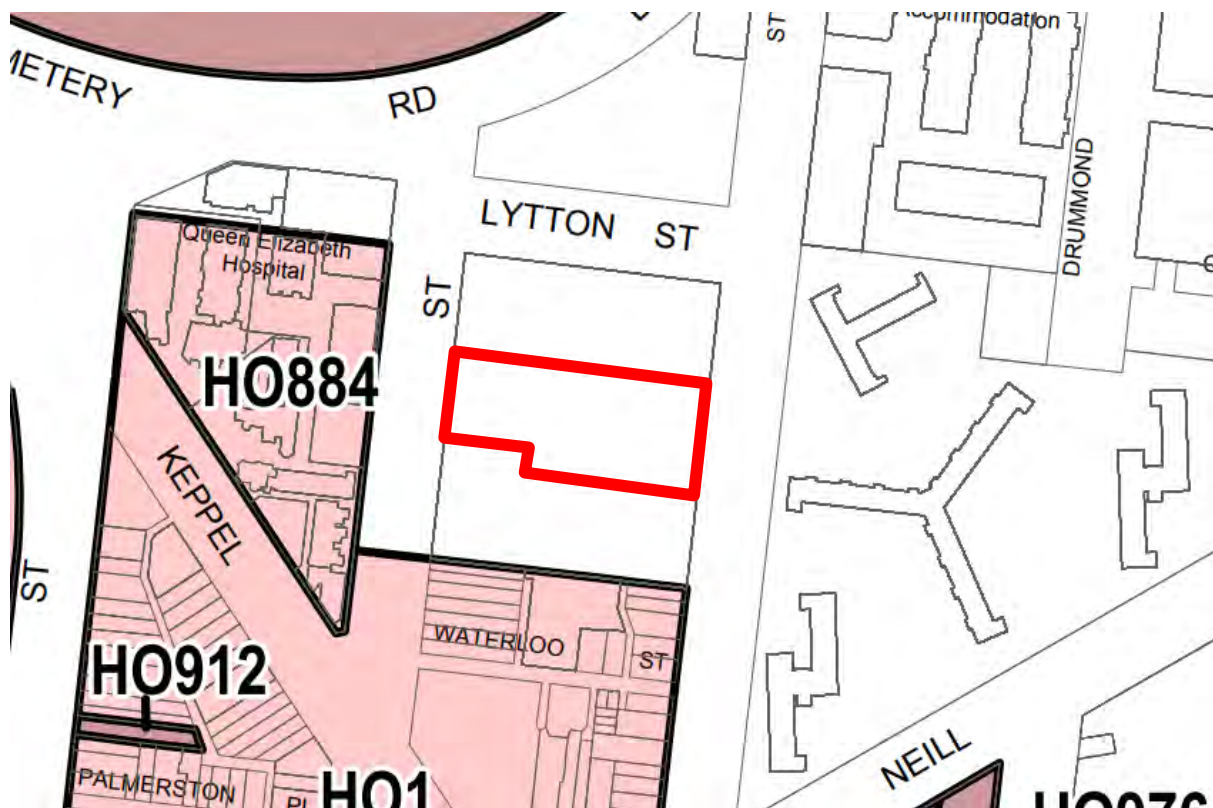 Accommodation
ST
METERY
RD
LYTTON ST
DRUMMOND
Queen Elizabeth
Hospital
ST
HO884
KEPPEL
ST
WATERLOO
ST
HO912
NEILL
PALMERSTON
PL
HO1
HO976